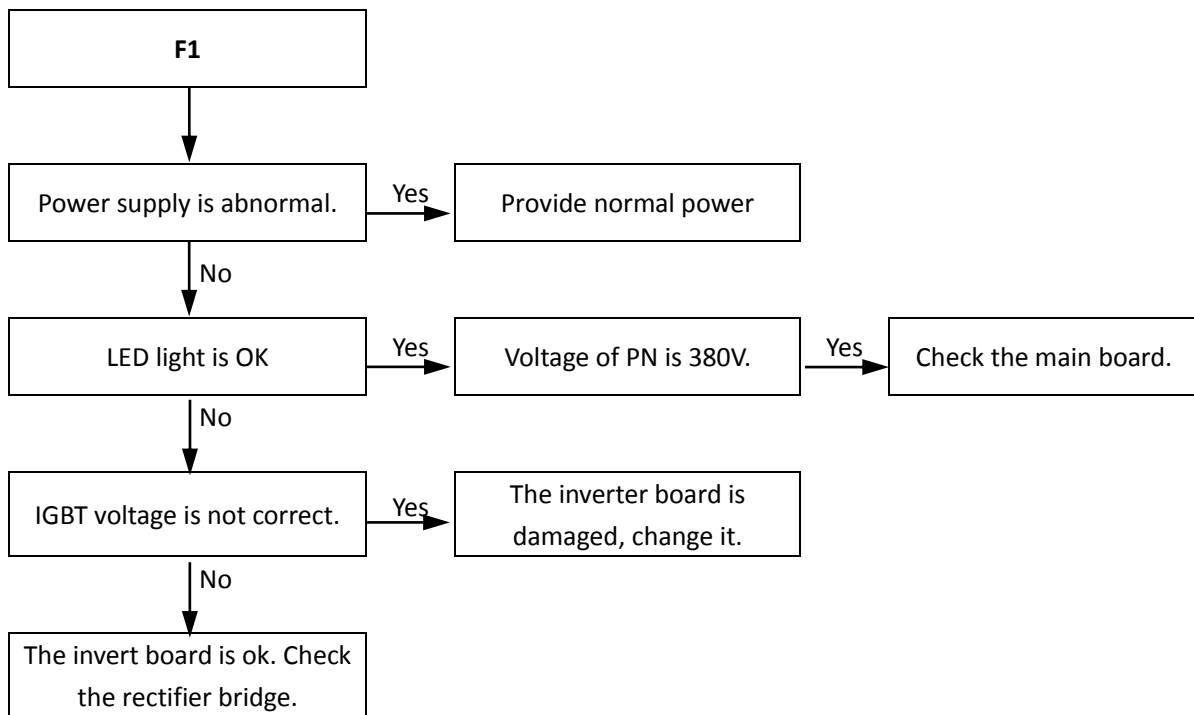 F1
Power supply is abnormal.
Yes
Provide normal power
No
LED light is OK
Yes
Voltage of PN is 380V.
Yes
Check the main board.
No
IGBT voltage is not correct.
Yes
The inverter board is
damaged, change it.
No
The invert board is ok. Check
the rectifier bridge.